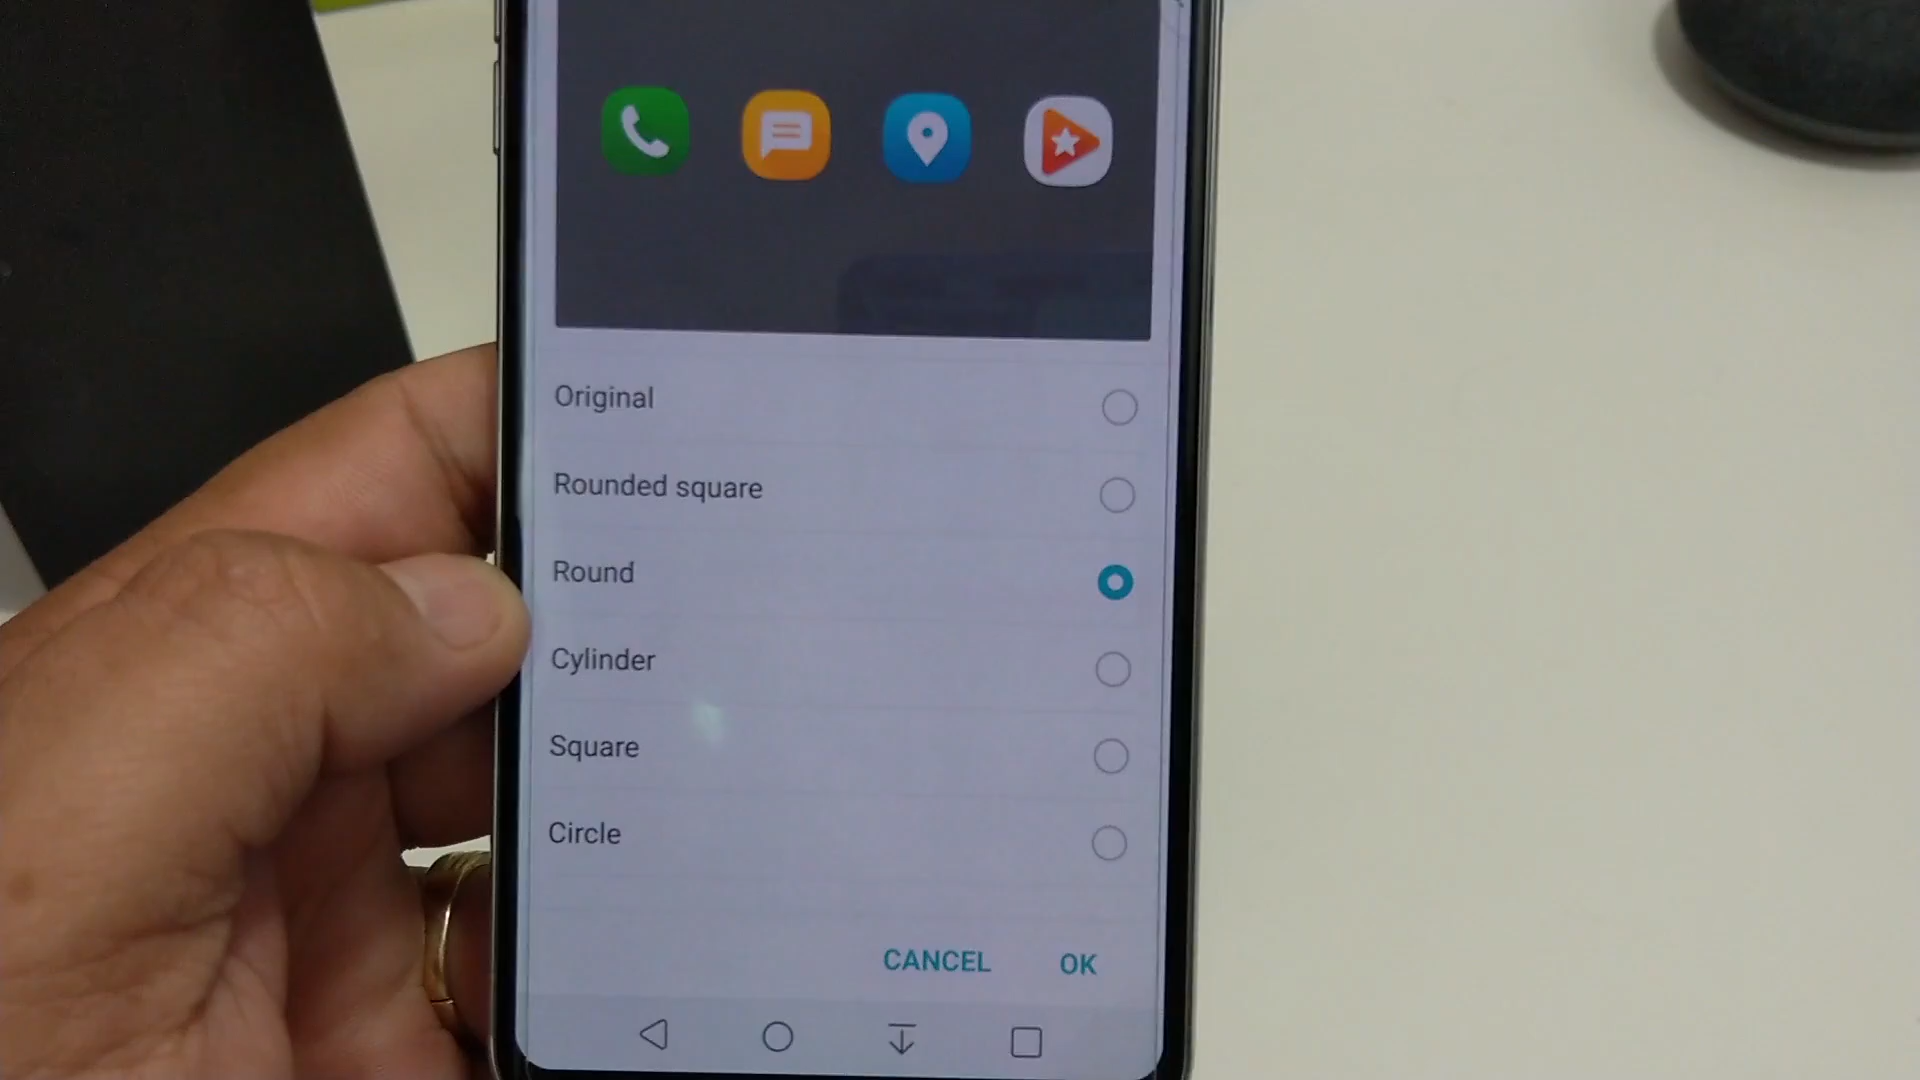 Original
Rounded square
Round
Cylinder
Square
Circle
CANCEL OK